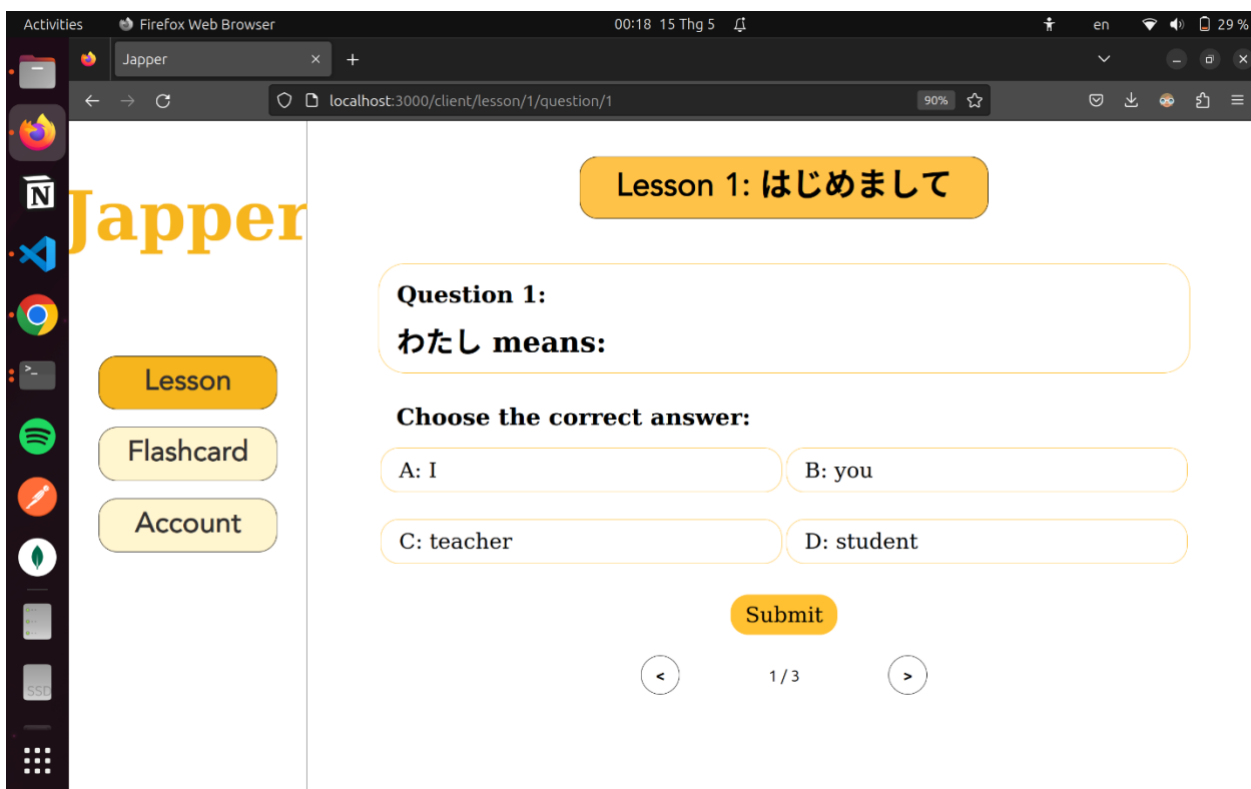 Activities Firefox Web Browser 00:18 15 Thg 5 en 29 %
Japper
localhost:3000/client/lesson/1/question/1 90%
Japper
Lesson
Flashcard
Account
Lesson 1: はじめまして
Question 1:
わたし means:
Choose the correct answer:
A: I
B: you
C: teacher
D: student
Submit
< 1 / 3 >
N
>_
SSD